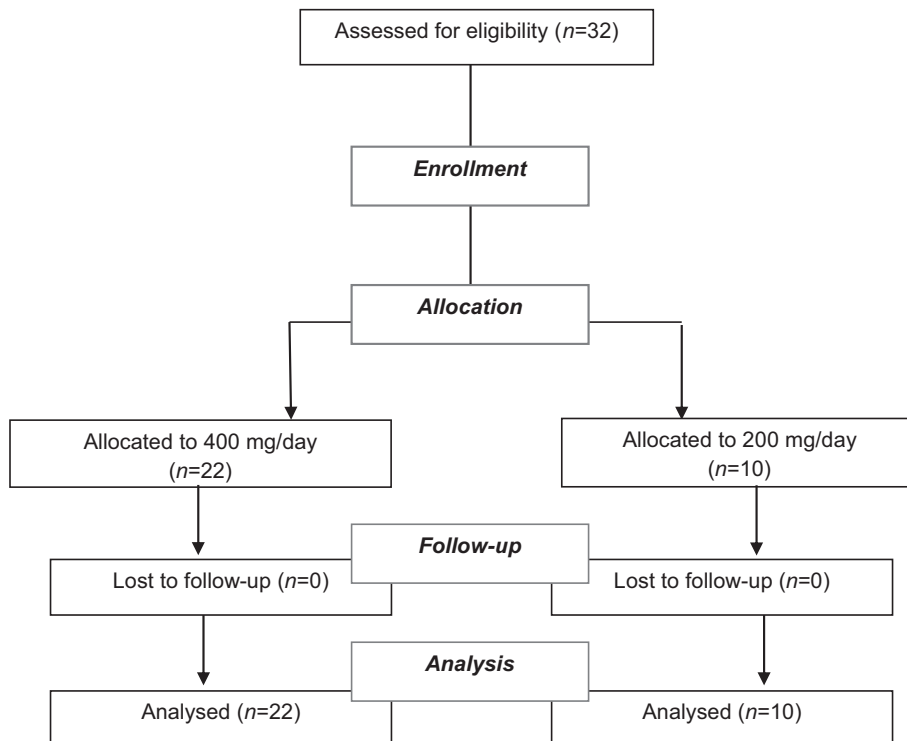 Assessed for eligibility (n=32)
Enrollment
Allocation
Allocated to 400 mg/day
(n=22)
Allocated to 200 mg/day
(n=10)
Follow-up
Lost to follow-up (n=0)
Lost to follow-up (n=0)
Analysis
Analysed (n=22)
Analysed (n=10)